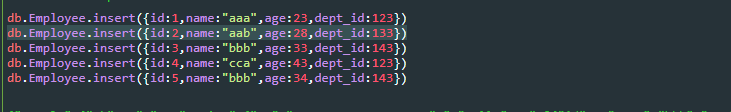 db.Employee.insert({id:1,name:"aaa",age:23,dept_id:123})
db.Employee.insert({id:2,name:"aab",age:28,dept_id:133})
db.Employee.insert({id:3,name:"bbb",age:33,dept_id:143})
db.Employee.insert({id:4,name:"cca",age:43,dept_id:123})
db.Employee.insert({id:5,name:"bbb",age:34,dept_id:143})